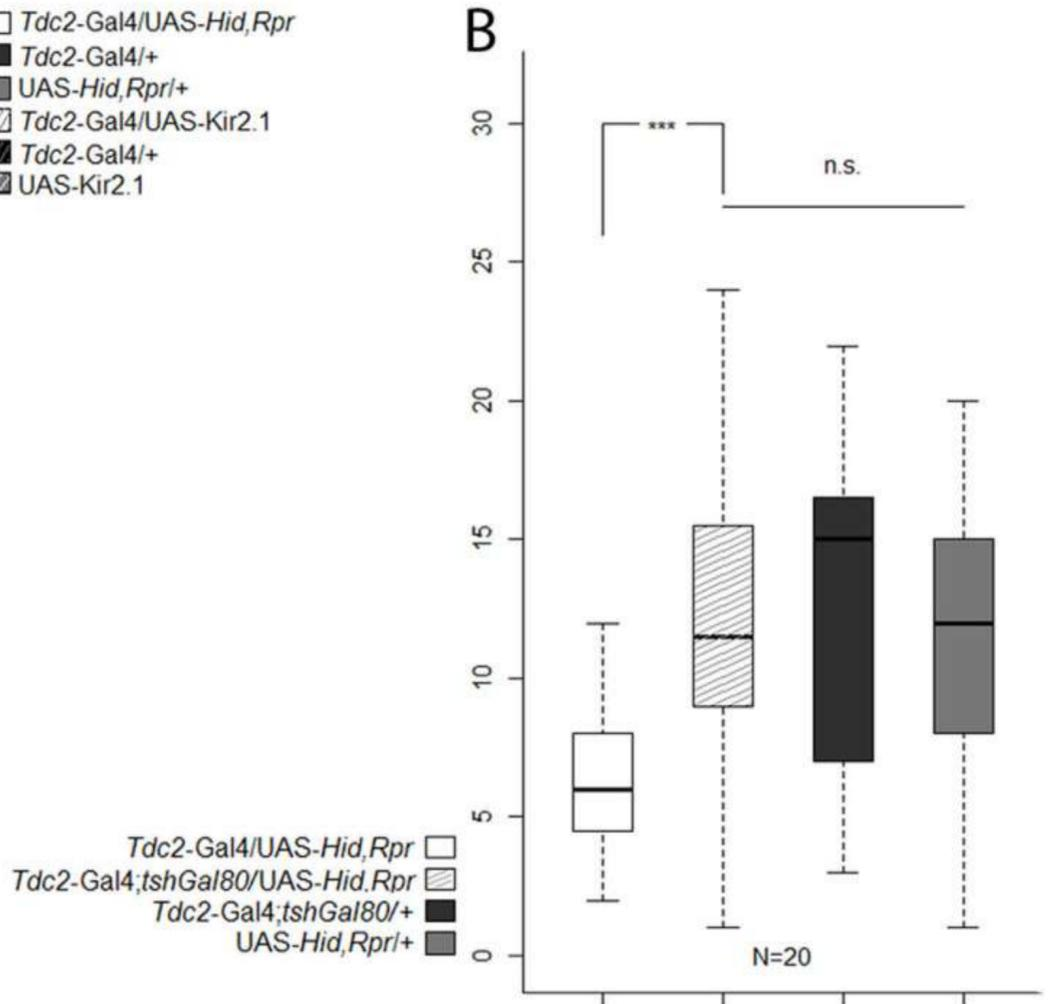 Tdc2-Gal4/UAS-Hid,Rpr
Tdc2-Gal4/+
UAS-Hid,Rpr/+
Tdc2-Gal4/UAS-Kir2.1
Tdc2-Gal4/+
UAS-Kir2.1
B
30
***
n.s.
25
20
15
10
5
0
Tdc2-Gal4/UAS-Hid,Rpr
Tdc2-Gal4;tshGal80/UAS-Hid,Rpr
Tdc2-Gal4;tshGal80/+
UAS-Hid,Rpr/+
N=20